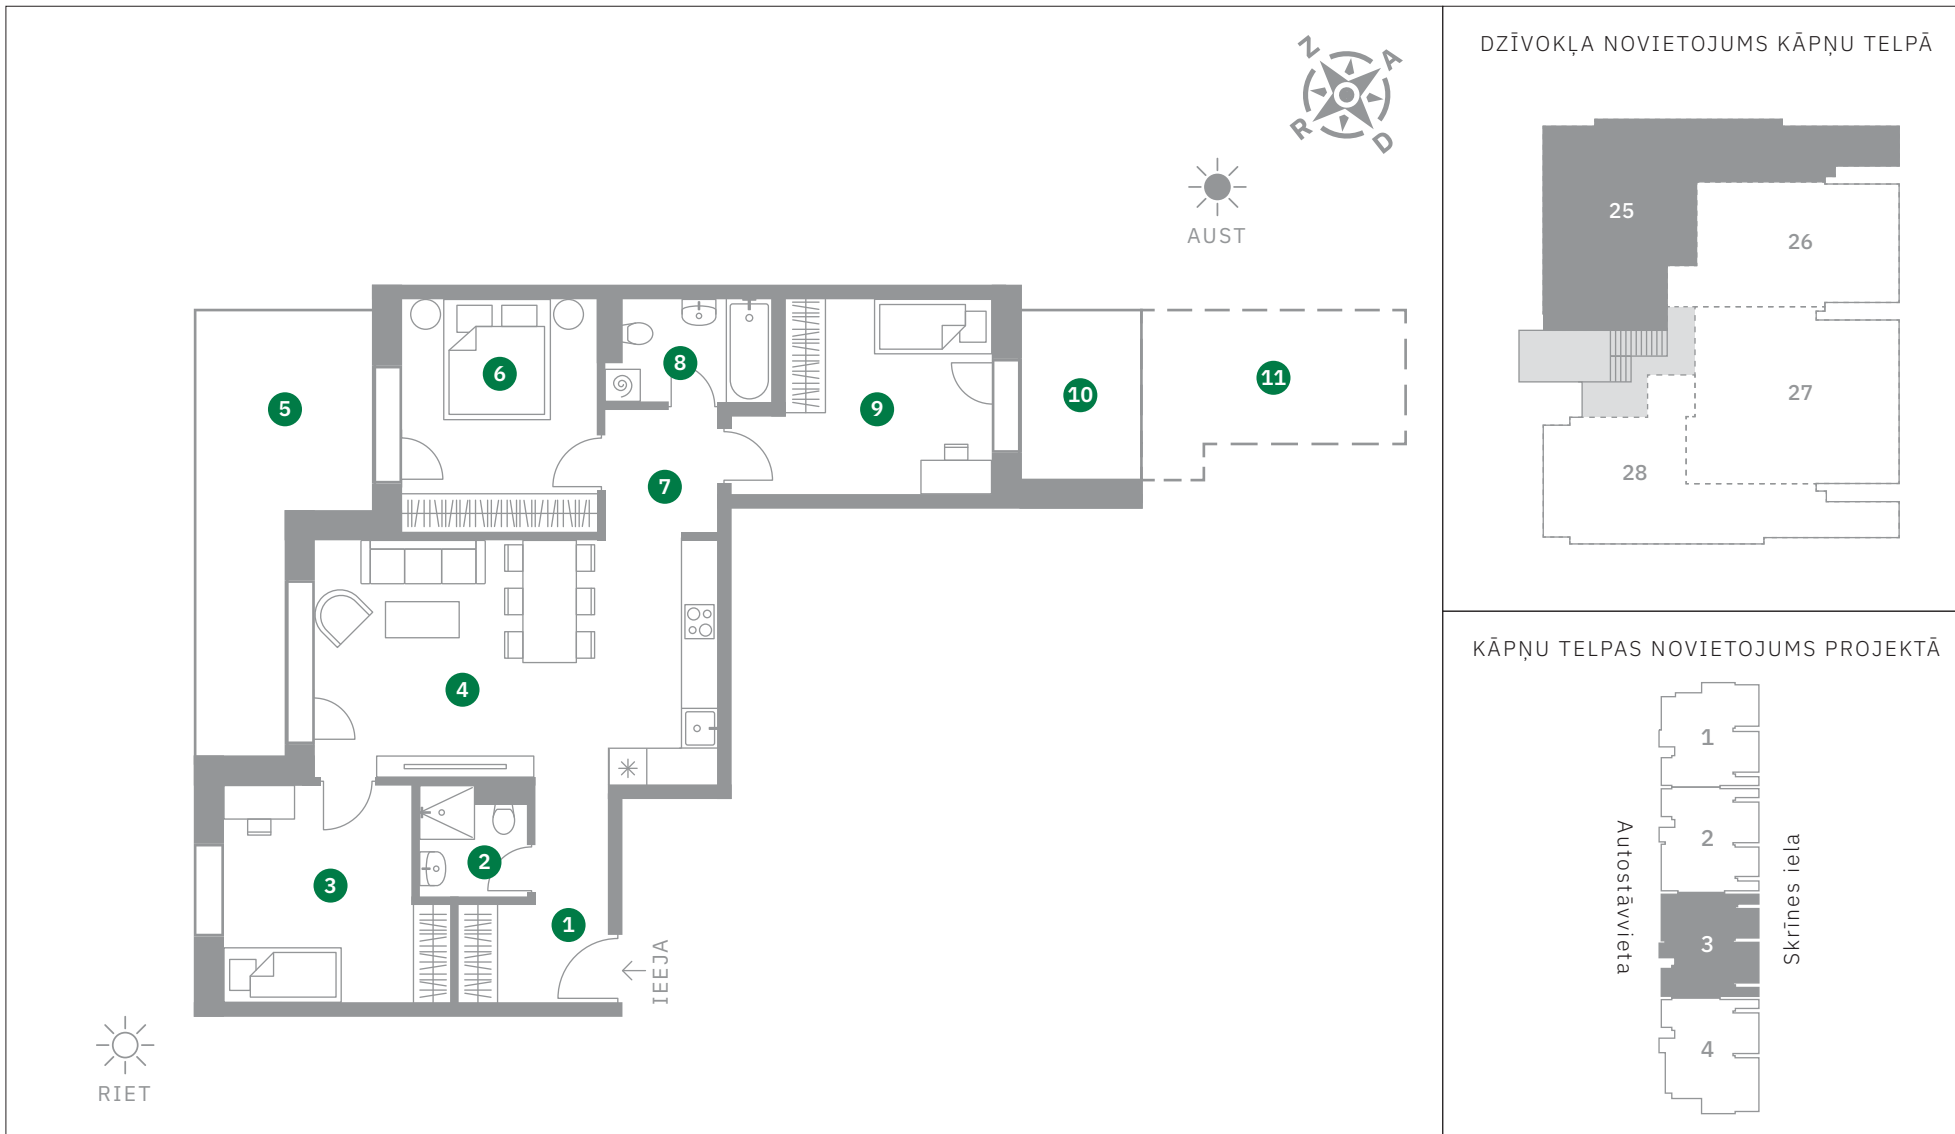 Z
A
R
D
AUST
5
6
8
9
10
11
7
4
3
2
1
IEEJA
RIET
DZĪVOKĻA NOVIETOJUMS KĀPŅU TELPĀ
25
26
27
28
KĀPŅU TELPAS NOVIETOJUMS PROJEKTĀ
1
2
3
4
Autostāvvieta
Skrīnes iela